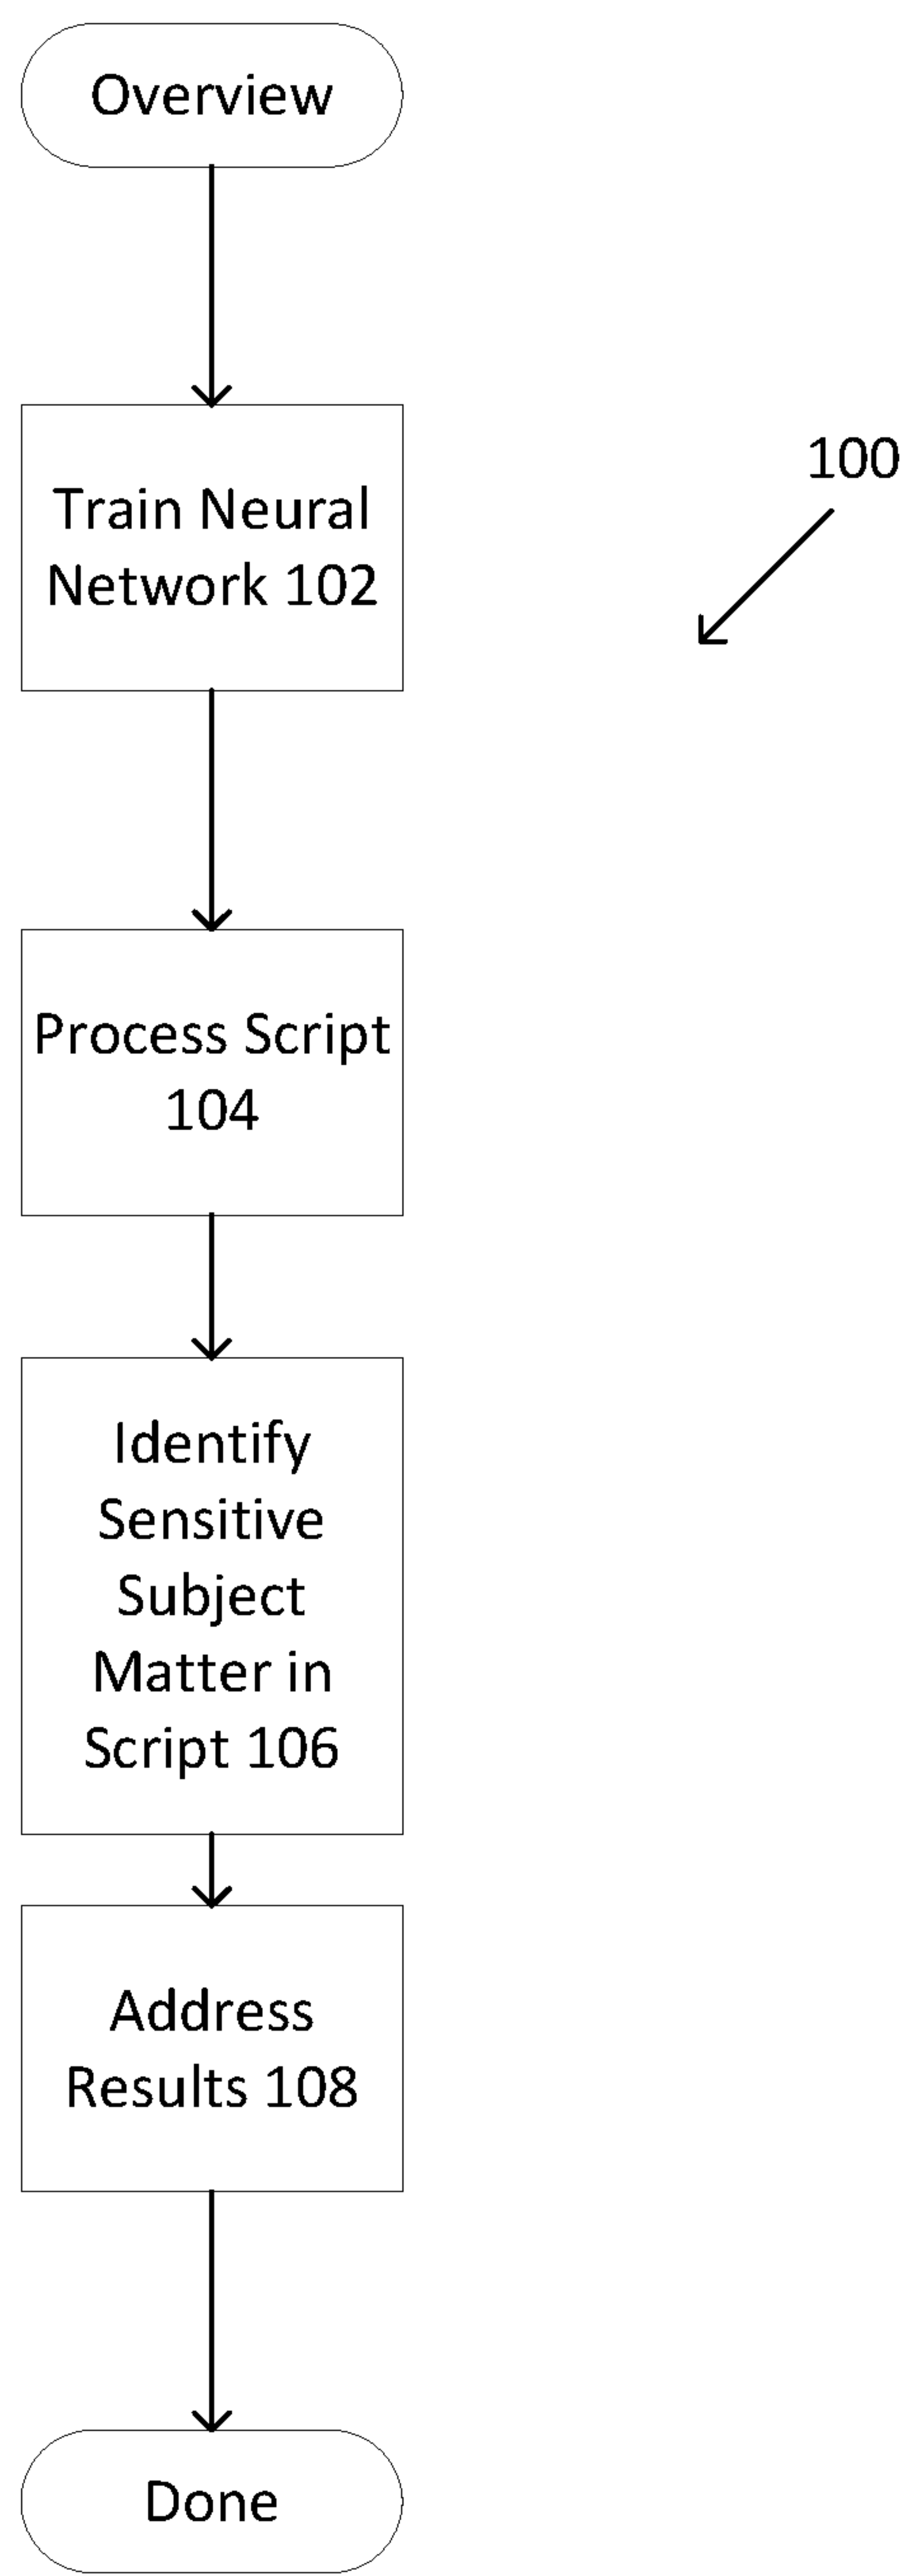 Overview
Train Neural
Network 102
100
Process Script
104
Identify
Sensitive
Subject
Matter in
Script 106
Address
Results 108
Done